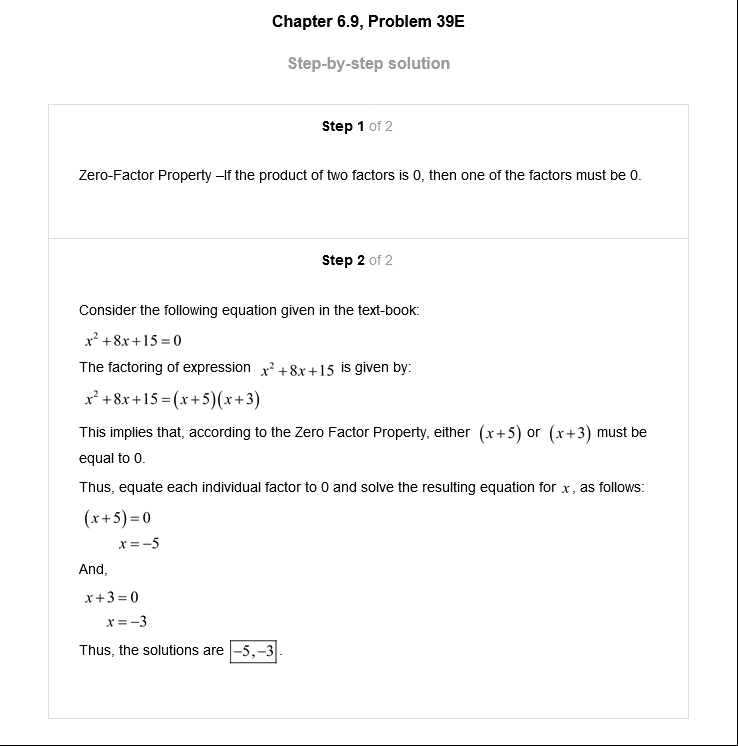 Chapter 6.9, Problem 39E
Step-by-step solution
Step 1 of 2
Zero-Factor Property –If the product of two factors is 0, then one of the factors must be 0.
Step 2 of 2
Consider the following equation given in the text-book:
x² + 8x + 15 = 0
The factoring of expression x² + 8x + 15 is given by:
x² + 8x + 15 = (x + 5)(x + 3)
This implies that, according to the Zero Factor Property, either (x + 5) or (x + 3) must be
equal to 0.
Thus, equate each individual factor to 0 and solve the resulting equation for x, as follows:
(x + 5) = 0
x = −5
And,
x + 3 = 0
x = −3
Thus, the solutions are −5, −3.